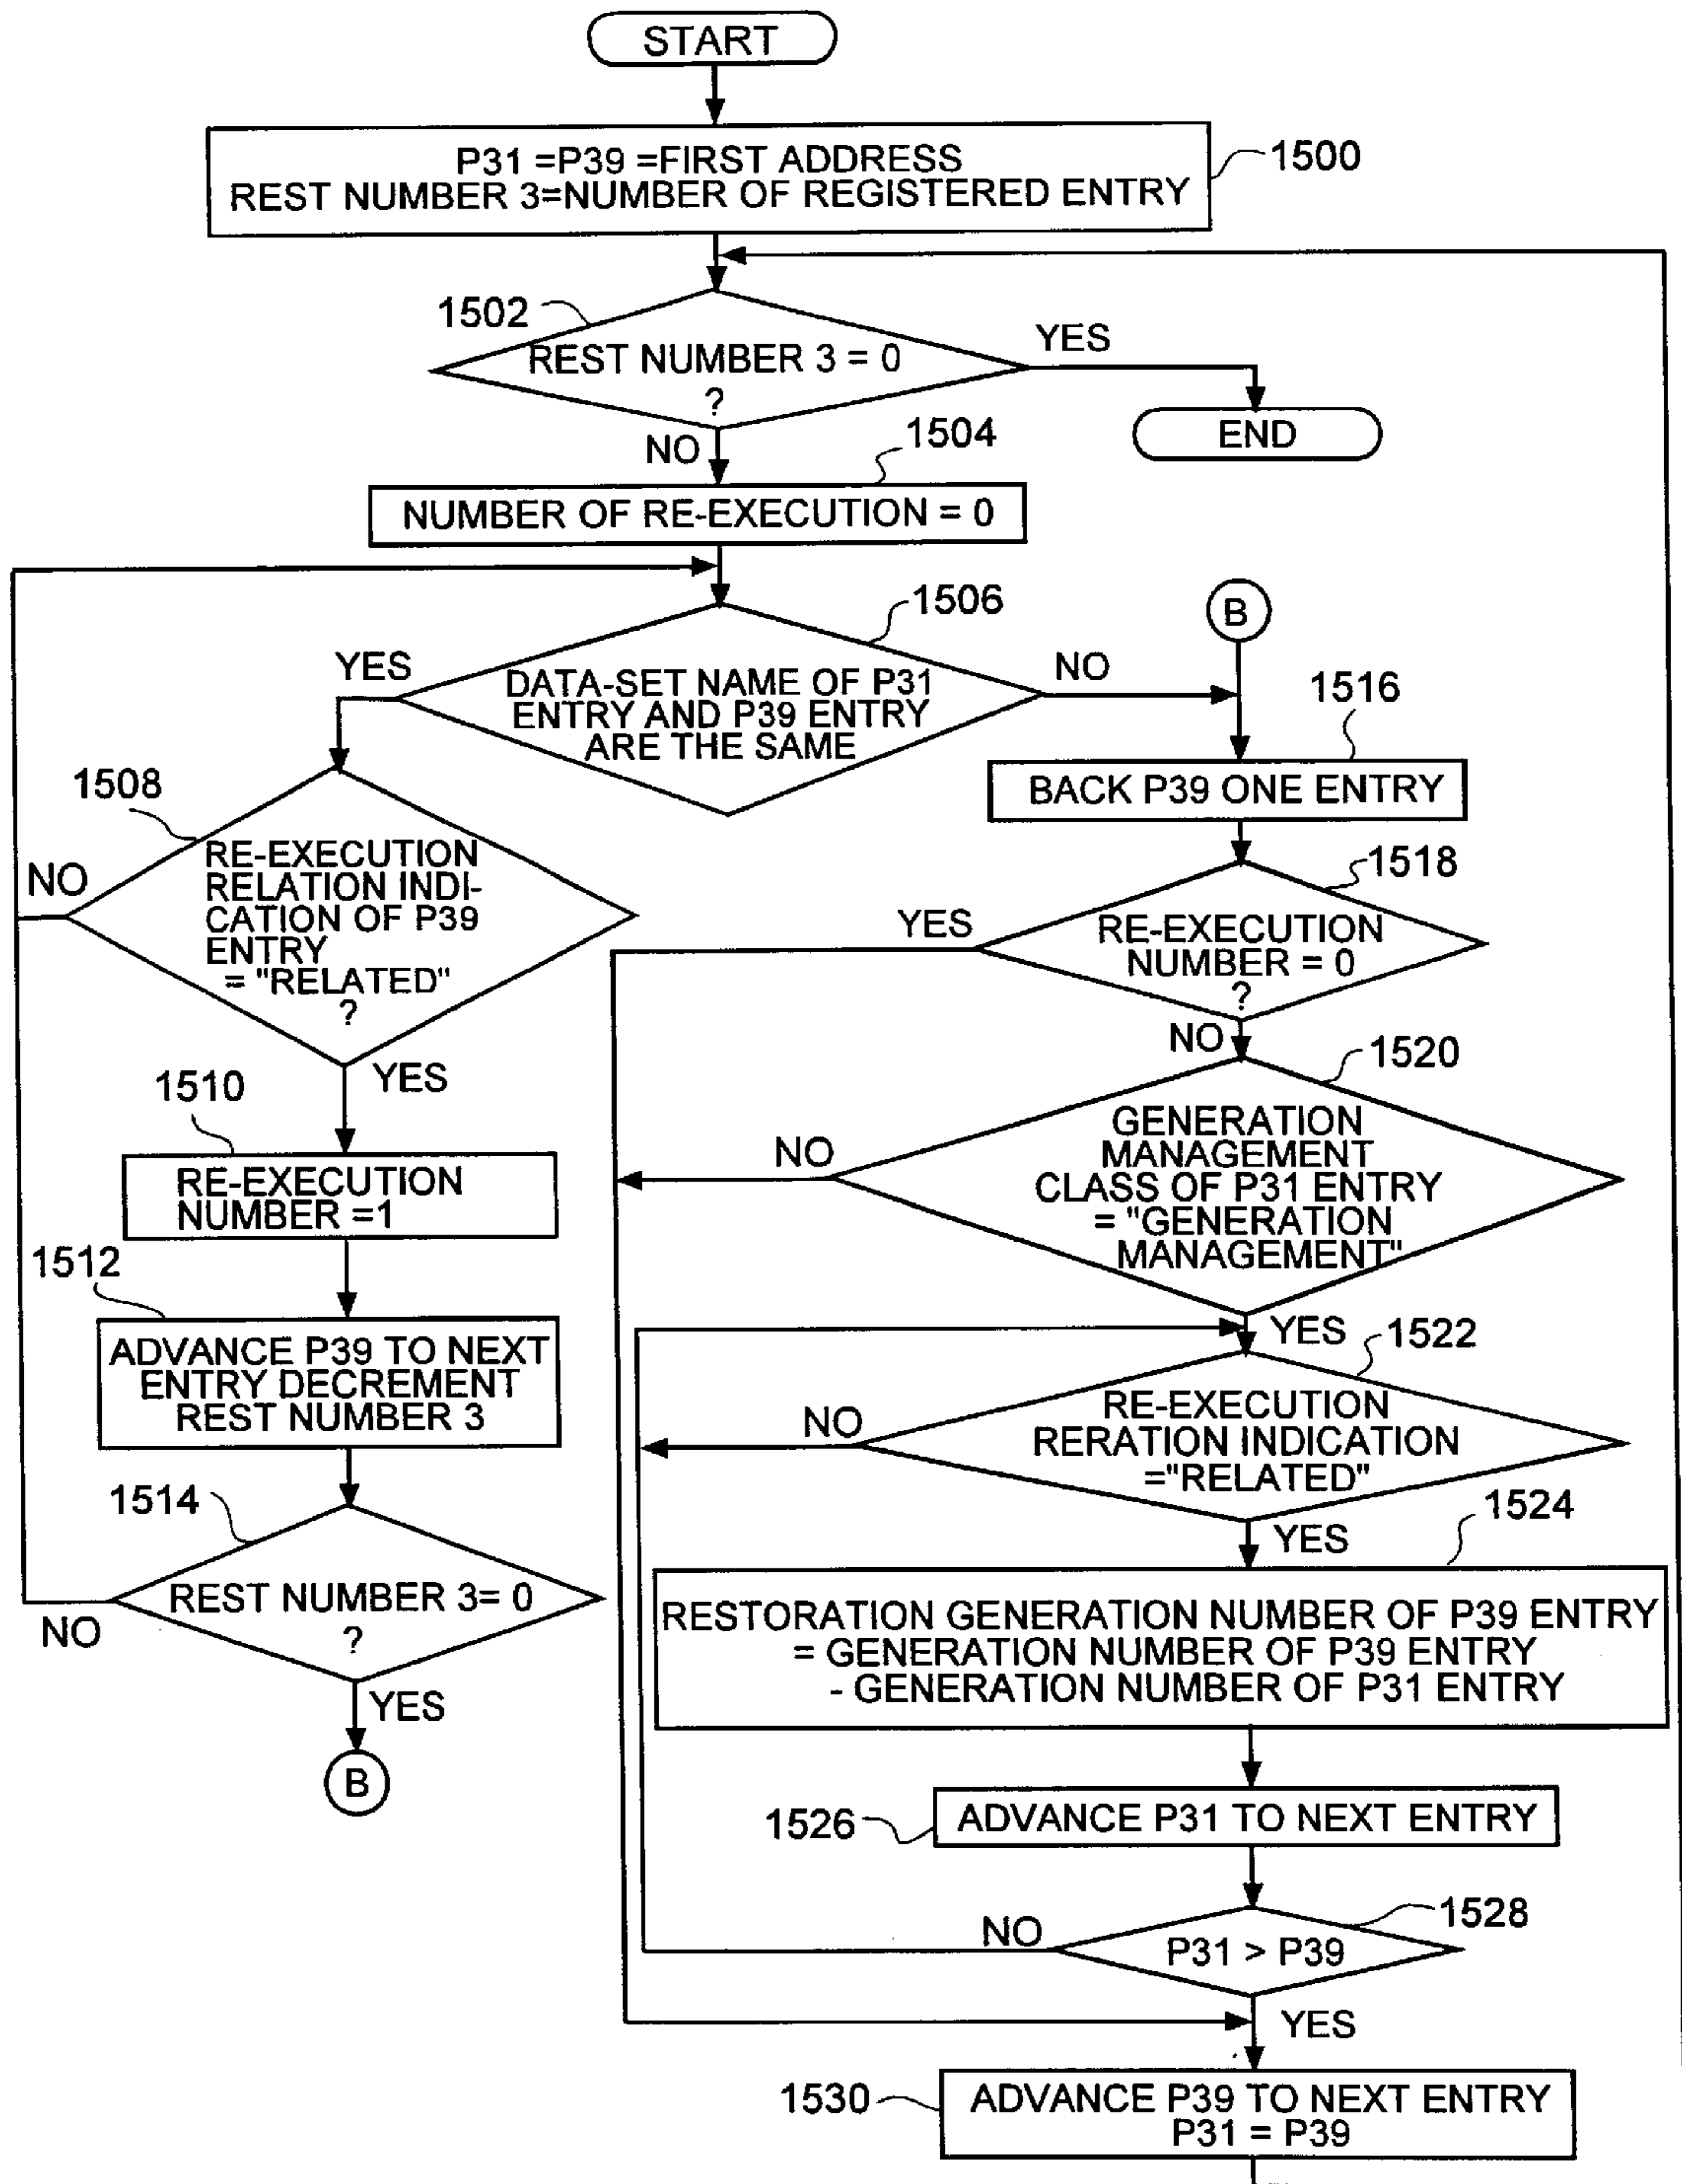 START
P31 =P39 =FIRST ADDRESS
REST NUMBER 3=NUMBER OF REGISTERED ENTRY
1500
1502
REST NUMBER 3 = 0
?
YES
END
NO
1504
NUMBER OF RE-EXECUTION = 0
1506
B
YES
DATA-SET NAME OF P31
ENTRY AND P39 ENTRY
ARE THE SAME
NO
1516
BACK P39 ONE ENTRY
1508
RE-EXECUTION
RELATION INDI-
CATION OF P39
ENTRY
= "RELATED"
?
NO
YES
1518
YES
RE-EXECUTION
NUMBER = 0
?
NO
1520
1510
RE-EXECUTION
NUMBER =1
GENERATION
MANAGEMENT
CLASS OF P31 ENTRY
= "GENERATION
MANAGEMENT"
NO
YES
1512
ADVANCE P39 TO NEXT
ENTRY DECREMENT
REST NUMBER 3
1522
RE-EXECUTION
RERATION INDICATION
="RELATED"
NO
YES
1514
REST NUMBER 3= 0
?
NO
YES
B
1524
RESTORATION GENERATION NUMBER OF P39 ENTRY
= GENERATION NUMBER OF P39 ENTRY
- GENERATION NUMBER OF P31 ENTRY
1526
ADVANCE P31 TO NEXT ENTRY
1528
NO
P31 > P39
YES
1530
ADVANCE P39 TO NEXT ENTRY
P31 = P39